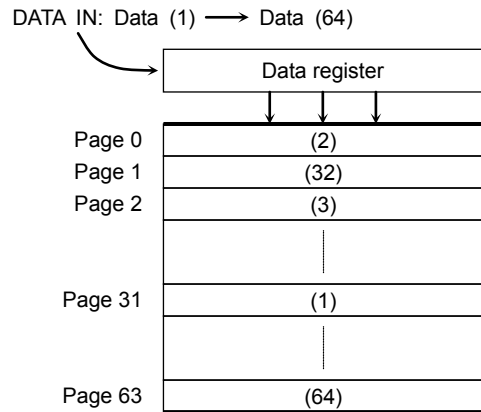 DATA IN: Data (1) Data (64)
Data register
Page 0 (2)
Page 1 (32)
Page 2 (3)
Page 31 (1)
Page 63 (64)